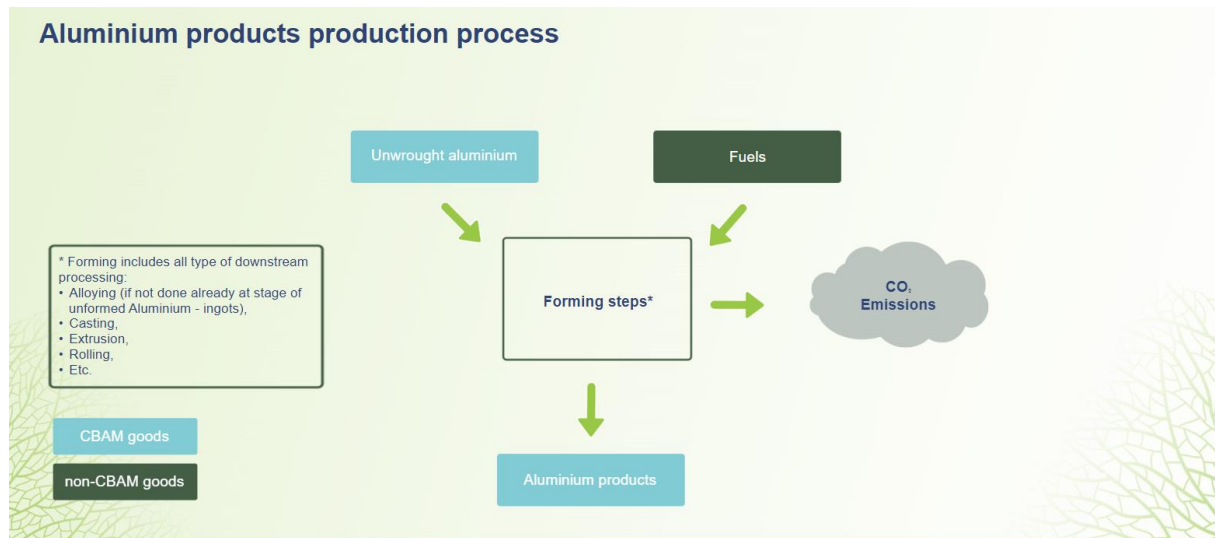 Aluminium products production process
Unwrought aluminium
Fuels
* Forming includes all type of downstream
processing:
• Alloying (if not done already at stage of
unformed Aluminium - ingots),
• Casting,
• Extrusion,
• Rolling,
• Etc.
Forming steps*
CO₂
Emissions
CBAM goods
non-CBAM goods
Aluminium products